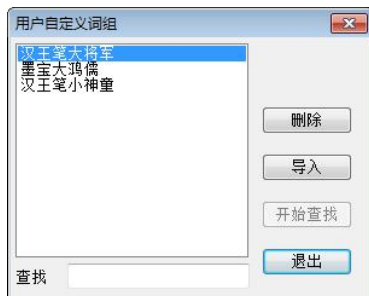 用户自定义词组
汉王笔大将军
墨宝大鸿儒
汉王笔小神童
删除
导入
开始查找
退出
查找